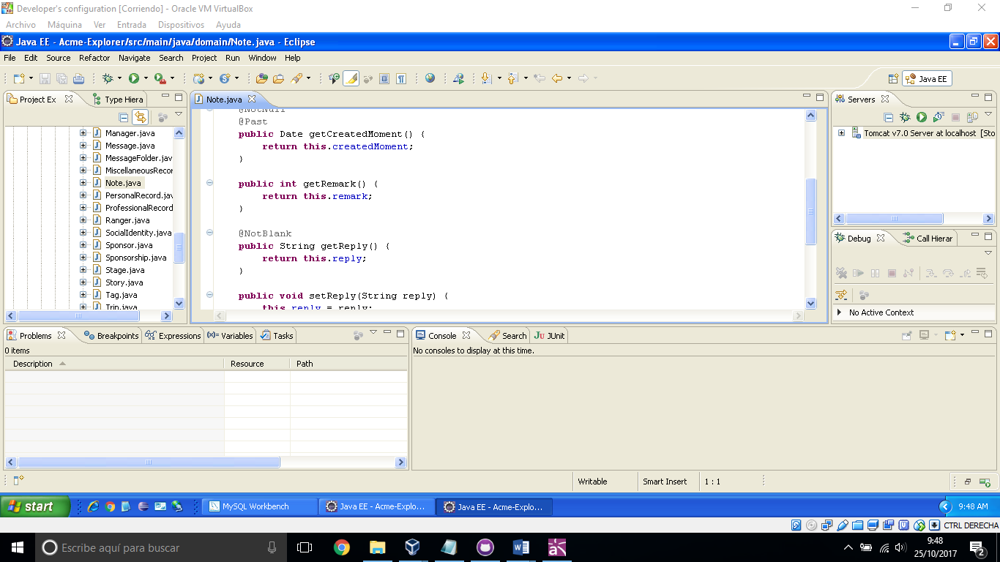 Developer's configuration [Corriendo] - Oracle VM VirtualBox
Archivo Máquina Ver Entrada Dispositivos Ayuda
Java EE - Acme-Explorer/src/main/java/domain/Note.java - Eclipse
File Edit Source Refactor Navigate Search Project Run Window Help
Java EE
Project Ex
Type Hiera
Manager.java
Message.java
MessageFolder.jav
MiscellaneousRecor
Note.java
PersonalRecord.jav
ProfessionalRecord
Ranger.java
SocialIdentity.java
Sponsor.java
Sponsorship.java
Stage.java
Story.java
Tag.java
Trip.java
Note.java
@NotNull
@Past
public Date getCreatedMoment() {
return this.createdMoment;
}
public int getRemark() {
return this.remark;
}
@NotBlank
public String getReply() {
return this.reply;
}
public void setReply(String reply) {
this.reply = reply;
Servers
Tomcat v7.0 Server at localhost [Sto
Debug
Call Hierar
No Active Context
Problems Breakpoints Expressions Variables Tasks
0 items
Description Resource Path
Console Search JUnit
No consoles to display at this time.
Writable Smart Insert 1 : 1
start
MySQL Workbench
Java EE - Acme-Explo...
Java EE - Acme-Explo...
9:48 AM
CTRL DERECHA
Escribe aquí para buscar
9:48
25/10/2017
2